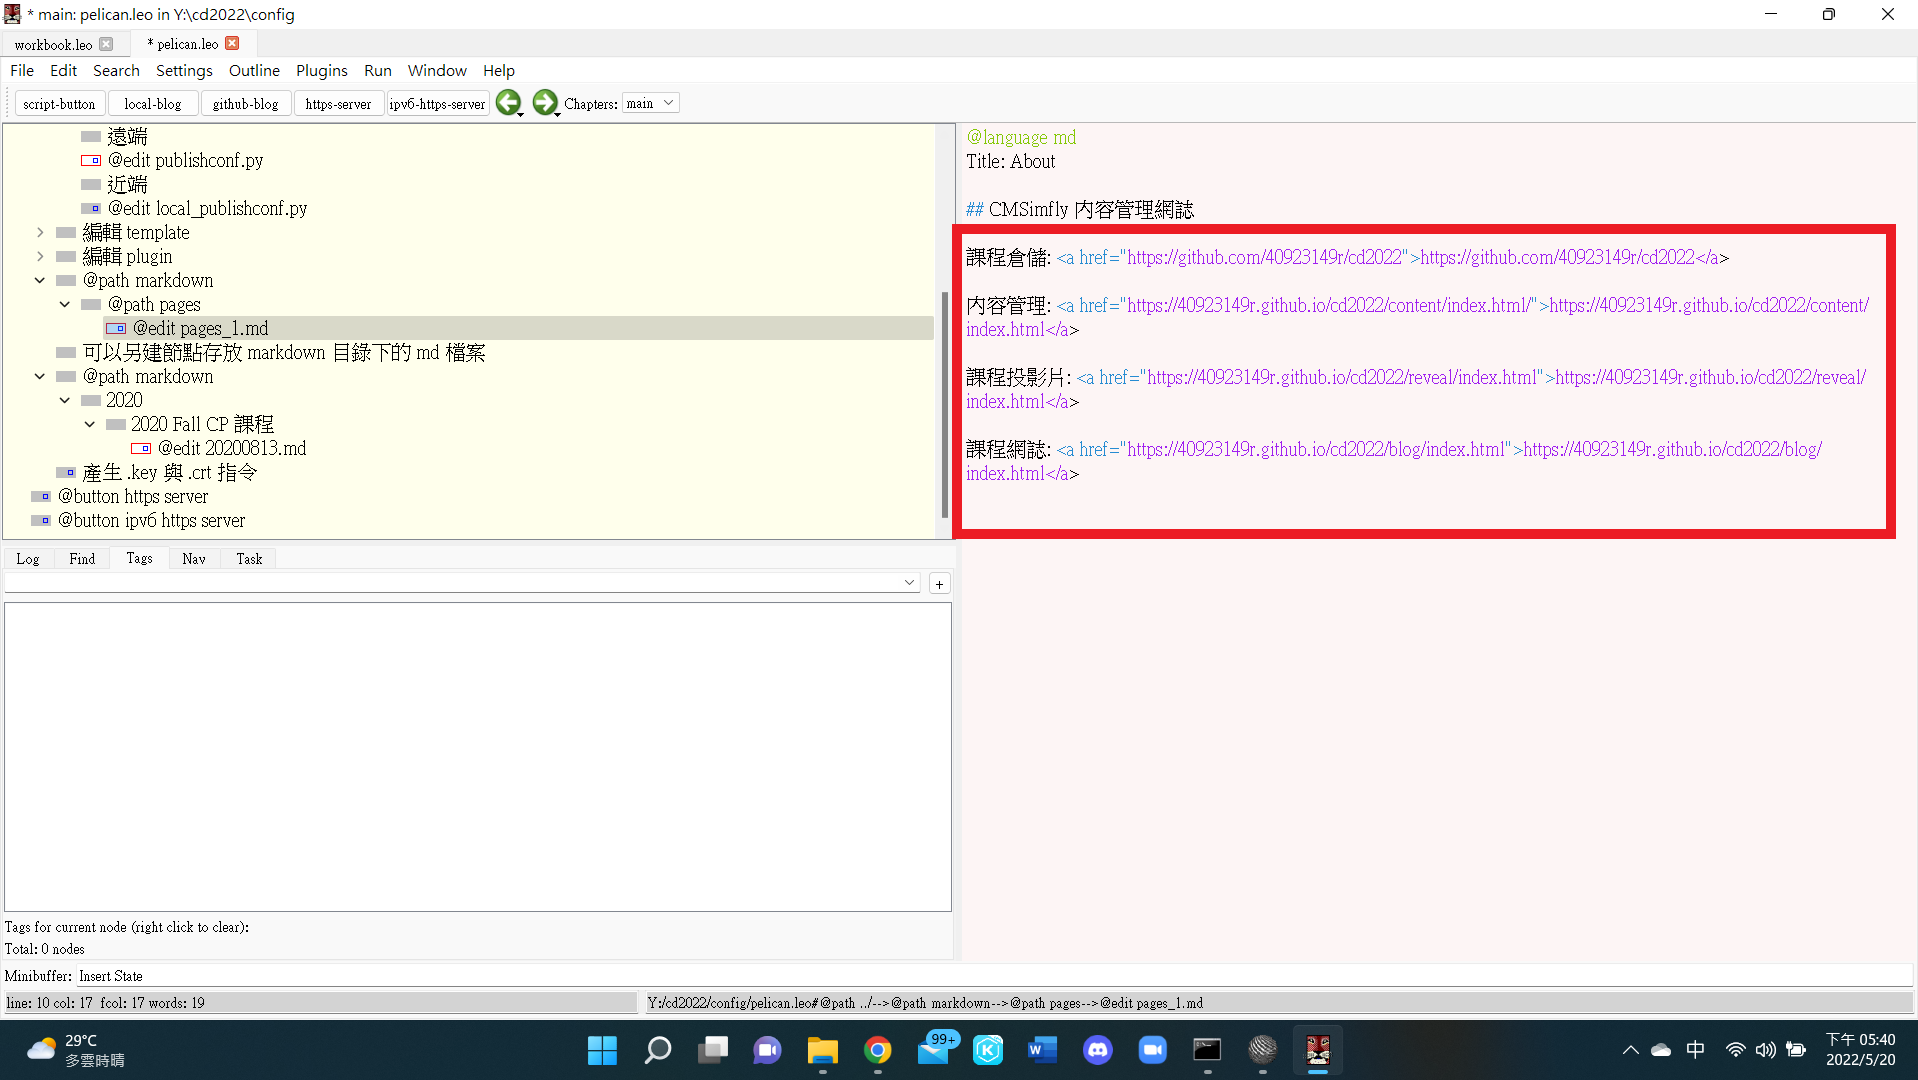 * main: pelican.leo in Y:\cd2022\config
workbook.leo
* pelican.leo
File Edit Search Settings Outline Plugins Run Window Help
script-button local-blog github-blog https-server ipv6-https-server Chapters: main
遠端
@edit publishconf.py
近端
@edit local_publishconf.py
編輯 template
編輯 plugin
@path markdown
@path pages
@edit pages_1.md
可以另建節點存放 markdown 目錄下的 md 檔案
@path markdown
2020
2020 Fall CP 課程
@edit 20200813.md
產生 .key 與 .crt 指令
@button https server
@button ipv6 https server
@language md
Title: About
## CMSimfly 內容管理網誌
課程倉儲: <a href="https://github.com/40923149r/cd2022">https://github.com/40923149r/cd2022</a>
內容管理: <a href="https://40923149r.github.io/cd2022/content/index.html/">https://40923149r.github.io/cd2022/content/
index.html</a>
課程投影片: <a href="https://40923149r.github.io/cd2022/reveal/index.html">https://40923149r.github.io/cd2022/reveal/
index.html</a>
課程網誌: <a href="https://40923149r.github.io/cd2022/blog/index.html">https://40923149r.github.io/cd2022/blog/
index.html</a>
Log Find Tags Nav Task
+
Tags for current node (right click to clear):
Total: 0 nodes
Minibuffer: Insert State
line: 10 col: 17 fcol: 17 words: 19
Y:/cd2022/config/pelican.leo#@path ../-->@path markdown-->@path pages-->@edit pages_1.md
29°C
多雲時晴
99+
K
W
中
下午 05:40
2022/5/20